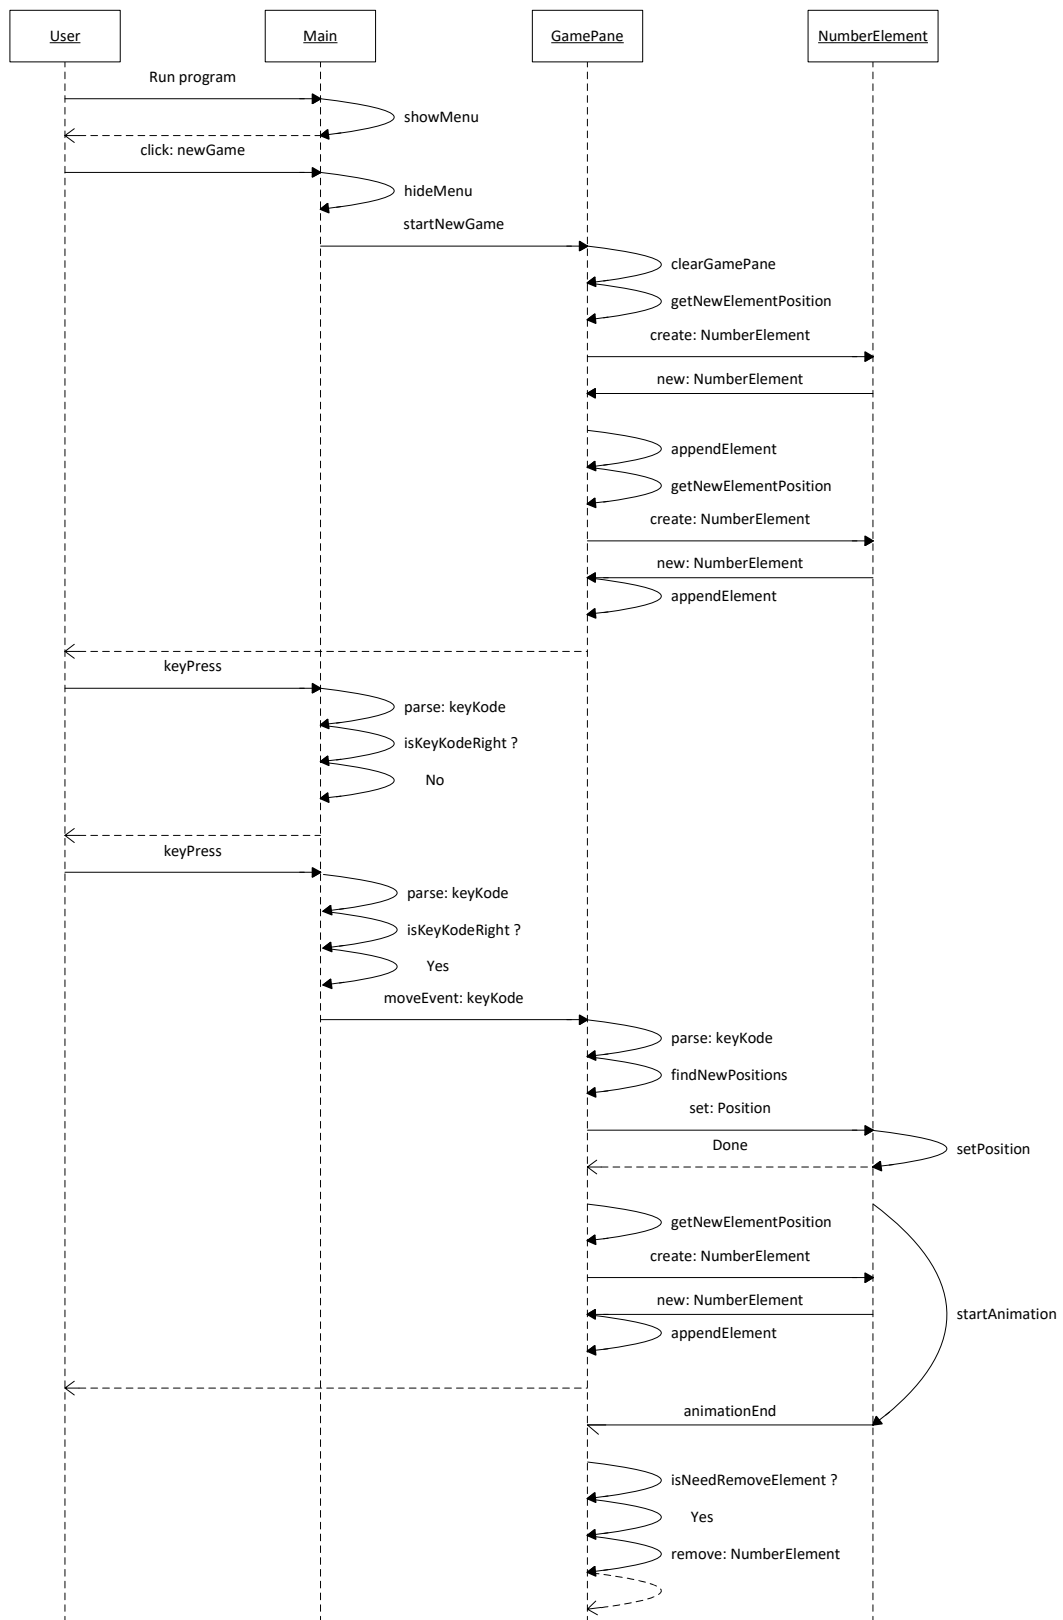 User
Main
GamePane
NumberElement
Run program
showMenu
click: newGame
hideMenu
startNewGame
clearGamePane
getNewElementPosition
create: NumberElement
new: NumberElement
appendElement
getNewElementPosition
create: NumberElement
new: NumberElement
appendElement
keyPress
parse: keyKode
isKeyKodeRight ?
No
keyPress
parse: keyKode
isKeyKodeRight ?
Yes
moveEvent: keyKode
parse: keyKode
findNewPositions
set: Position
Done
setPosition
getNewElementPosition
create: NumberElement
new: NumberElement
startAnimation
appendElement
animationEnd
isNeedRemoveElement ?
Yes
remove: NumberElement